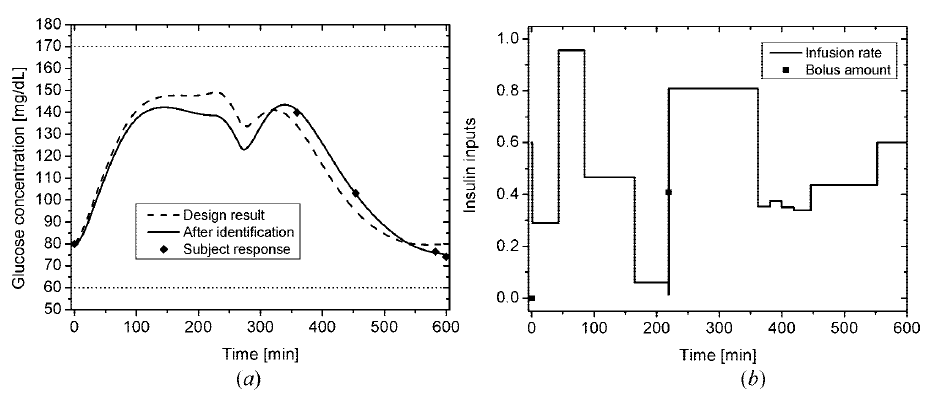 180
170
160
150
140
130
120
110
100
90
80
70
60
50
Glucose concentration [mg/dL]
Design result
After identification
Subject response
0 100 200 300 400 500 600
Time [min]
(a)
1.0
0.8
0.6
0.4
0.2
0.0
Insulin inputs
Infusion rate
Bolus amount
0 100 200 300 400 500 600
Time [min]
(b)